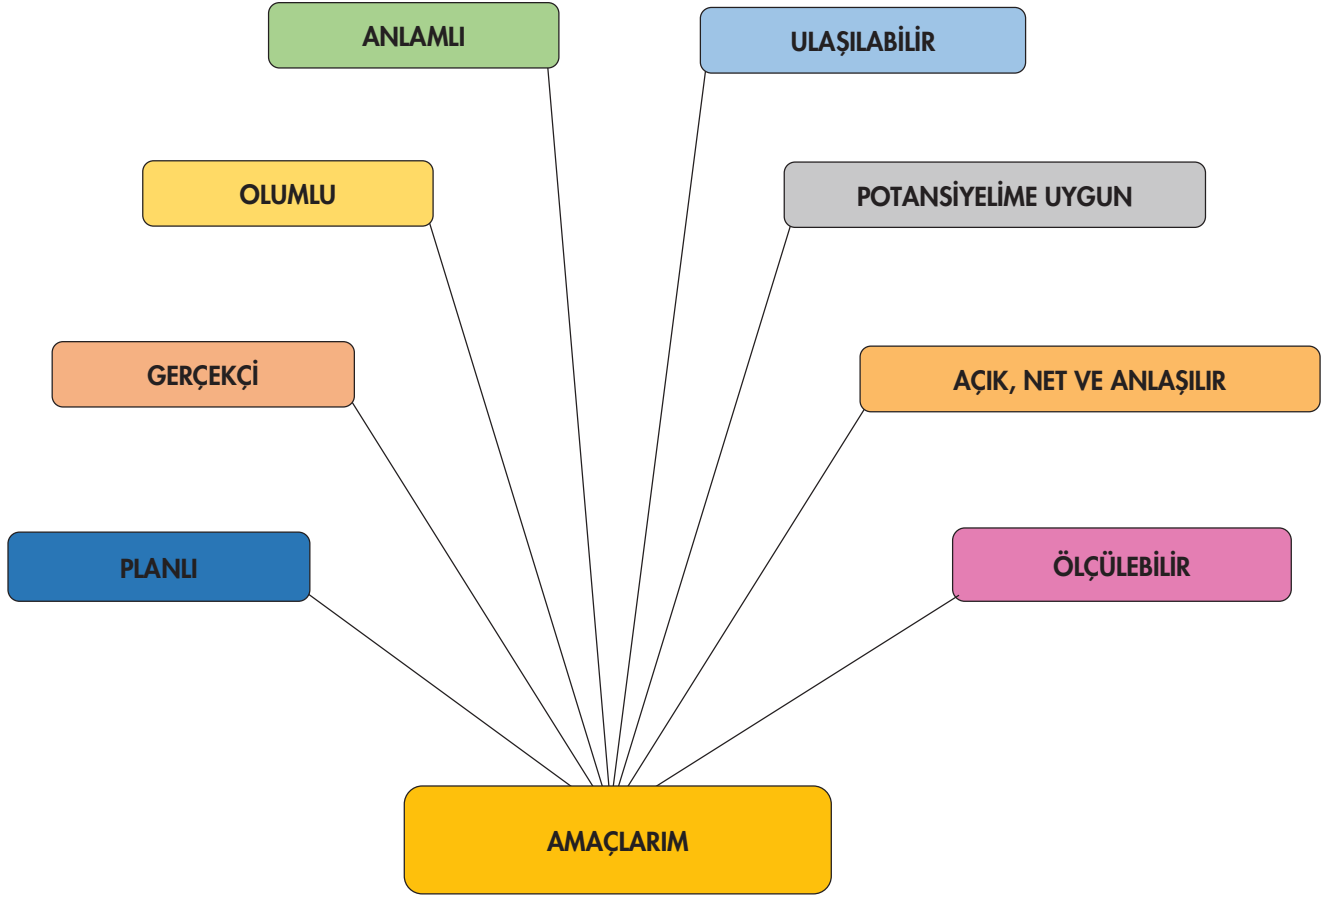 ANLAMLI
ULAŞILABİLİR
OLUMLU
POTANSİYELİME UYGUN
GERÇEKÇİ
AÇIK, NET VE ANLAŞILIR
PLANLI
ÖLÇÜLEBİLİR
AMAÇLARIM